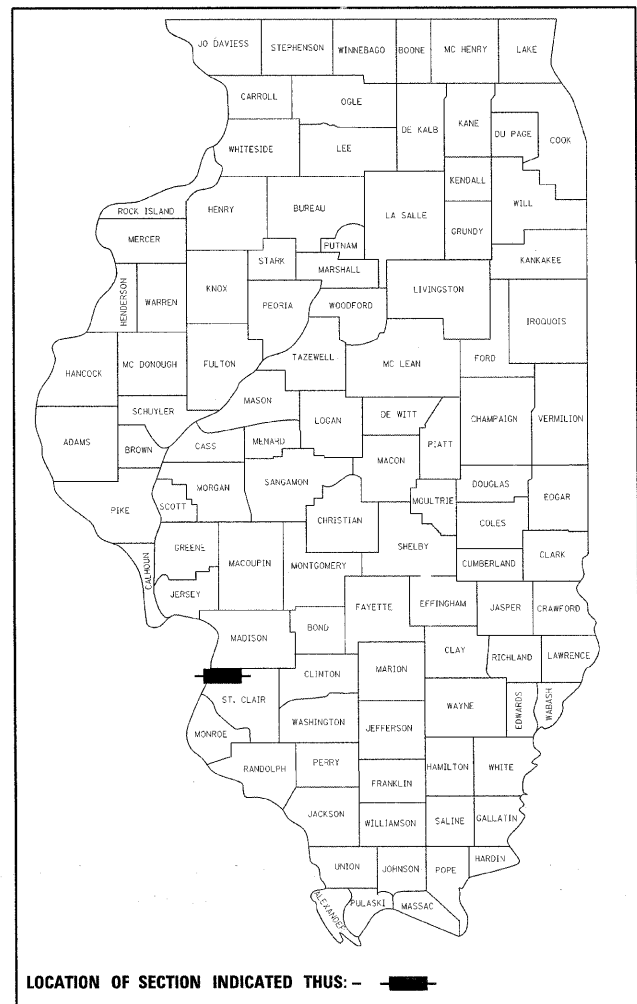 JO DAVIESS
STEPHENSON
WINNEBAGO
BOONE
MC HENRY
LAKE
CARROLL
OGLE
DE KALB
KANE
DU PAGE
COOK
WHITESIDE
LEE
KENDALL
WILL
ROCK ISLAND
HENRY
BUREAU
LA SALLE
GRUNDY
MERCER
PUTNAM
STARK
MARSHALL
KANKAKEE
HENDERSON
WARREN
KNOX
PEORIA
WOODFORD
LIVINGSTON
IROQUOIS
HANCOCK
MC DONOUGH
FULTON
TAZEWELL
MC LEAN
FORD
SCHUYLER
MASON
LOGAN
DE WITT
CHAMPAIGN
VERMILION
ADAMS
BROWN
CASS
MENARD
PIATT
MACON
PIKE
SCOTT
MORGAN
SANGAMON
CHRISTIAN
MOULTRIE
DOUGLAS
EDGAR
COLES
CALHOUN
GREENE
MACOUPIN
MONTGOMERY
SHELBY
CUMBERLAND
CLARK
JERSEY
FAYETTE
EFFINGHAM
JASPER
CRAWFORD
MADISON
BOND
CLAY
RICHLAND
LAWRENCE
ST. CLAIR
CLINTON
MARION
WAYNE
EDWARDS
WABASH
MONROE
WASHINGTON
JEFFERSON
RANDOLPH
PERRY
HAMILTON
WHITE
FRANKLIN
JACKSON
WILLIAMSON
SALINE
GALLATIN
UNION
JOHNSON
POPE
HARDIN
ALEXANDER
PULASKI
MASSAC
LOCATION OF SECTION INDICATED THUS: –